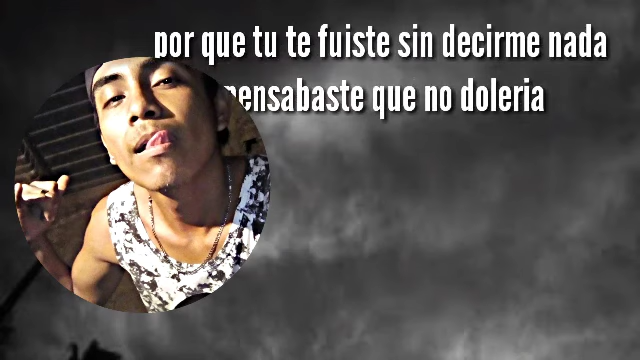 por que tu te fuiste sin decirme nada
pensabaste que no doleria